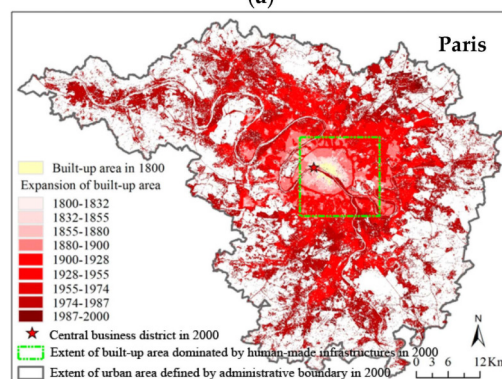 (a)
Paris
Built-up area in 1800
Expansion of built-up area
1800-1832
1832-1855
1855-1880
1880-1900
1900-1928
1928-1955
1955-1974
1974-1987
1987-2000
Central business district in 2000
Extent of built-up area dominated by human-made infrastructures in 2000
Extent of urban area defined by administrative boundary in 2000
N
0 12 Km